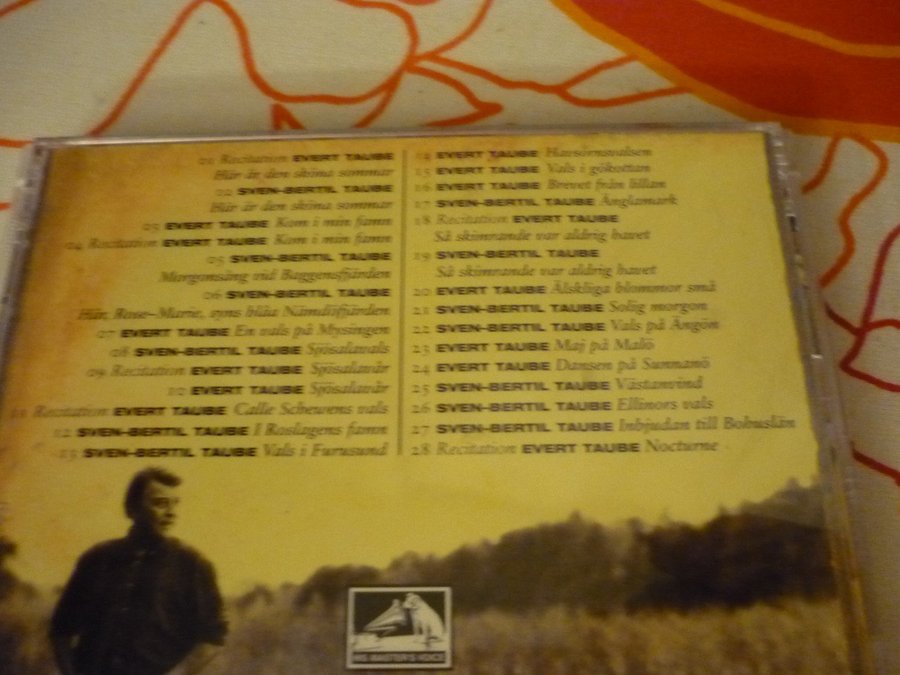 01 Recitation EVERT TAUBE
Här är den sköna sommar
02 SVEN-BERTIL TAUBE
Här är den sköna sommar
03 EVERT TAUBE Kom i min famn
04 Recitation EVERT TAUBE Kom i min famn
05 SVEN-BERTIL TAUBE
Morgonsång vid Baggensfjärden
06 SVEN-BERTIL TAUBE
Här, Rose-Marie, syns blåa Nämdöfjärden
07 EVERT TAUBE En vals på Mysingen
08 SVEN-BERTIL TAUBE Sjösalavals
09 Recitation EVERT TAUBE Sjösalavår
10 EVERT TAUBE Sjösalavår
11 Recitation EVERT TAUBE Calle Schewens vals
12 SVEN-BERTIL TAUBE I Roslagens famn
13 SVEN-BERTIL TAUBE Vals i Furusund
14 EVERT TAUBE Havsörnsvalsen
15 EVERT TAUBE Vals i gökottan
16 EVERT TAUBE Brevet från lillan
17 SVEN-BERTIL TAUBE Änglamark
18 Recitation EVERT TAUBE
Så skimrande var aldrig havet
19 SVEN-BERTIL TAUBE
Så skimrande var aldrig havet
20 EVERT TAUBE Älskliga blommor små
21 SVEN-BERTIL TAUBE Solig morgon
22 SVEN-BERTIL TAUBE Vals på Ängön
23 EVERT TAUBE Maj på Malö
24 EVERT TAUBE Dansen på Sunnanö
25 SVEN-BERTIL TAUBE Västanvind
26 SVEN-BERTIL TAUBE Ellinors vals
27 SVEN-BERTIL TAUBE Inbjudan till Bohuslän
28 Recitation EVERT TAUBE Nocturne
HIS MASTER'S VOICE